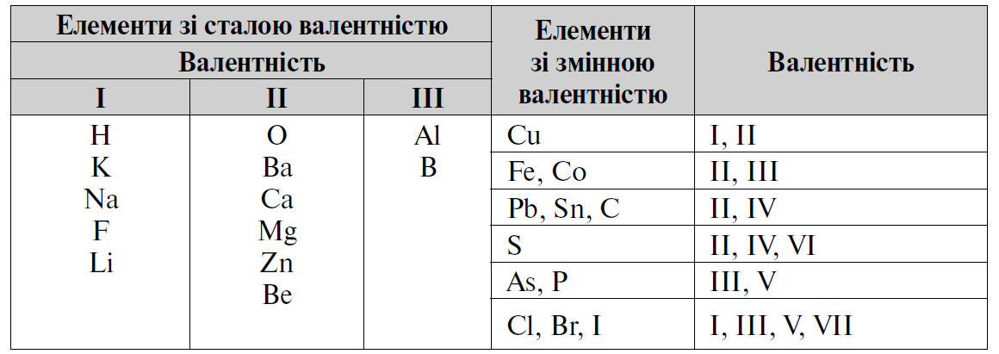 Елементи зі сталою валентністю
Валентність
I
II
III
Елементи
зі змінною
валентністю
Валентність
H
K
Na
F
Li
O
Ba
Ca
Mg
Zn
Be
Al
B
Cu
I, II
Fe, Co
II, III
Pb, Sn, C
II, IV
S
II, IV, VI
As, P
III, V
Cl, Br, I
I, III, V, VII